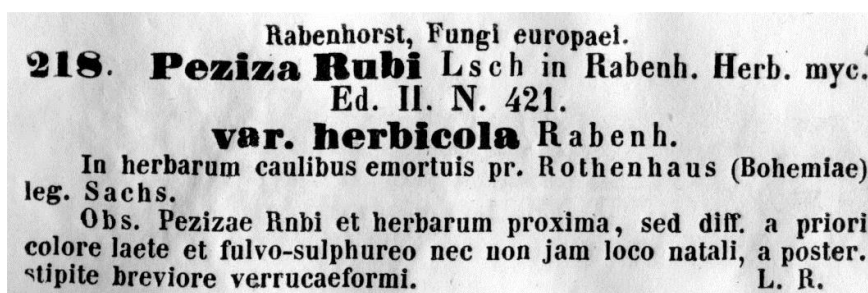 Rabenhorst, Fungi europaei.
218. Peziza Rubi Lsch in Rabenh. Herb. myc.
Ed. II. N. 421.
var. herbicola Rabenh.
In herbarum caulibus emortuis pr. Rothenhaus (Bohemiae)
leg. Sachs.
Obs. Pezizae Rnbi et herbarum proxima, sed diff. a priori
colore laete et fulvo-sulphureo nec uon jam loco natali, a poster.
stipite breviore verrucaeformi. L. R.